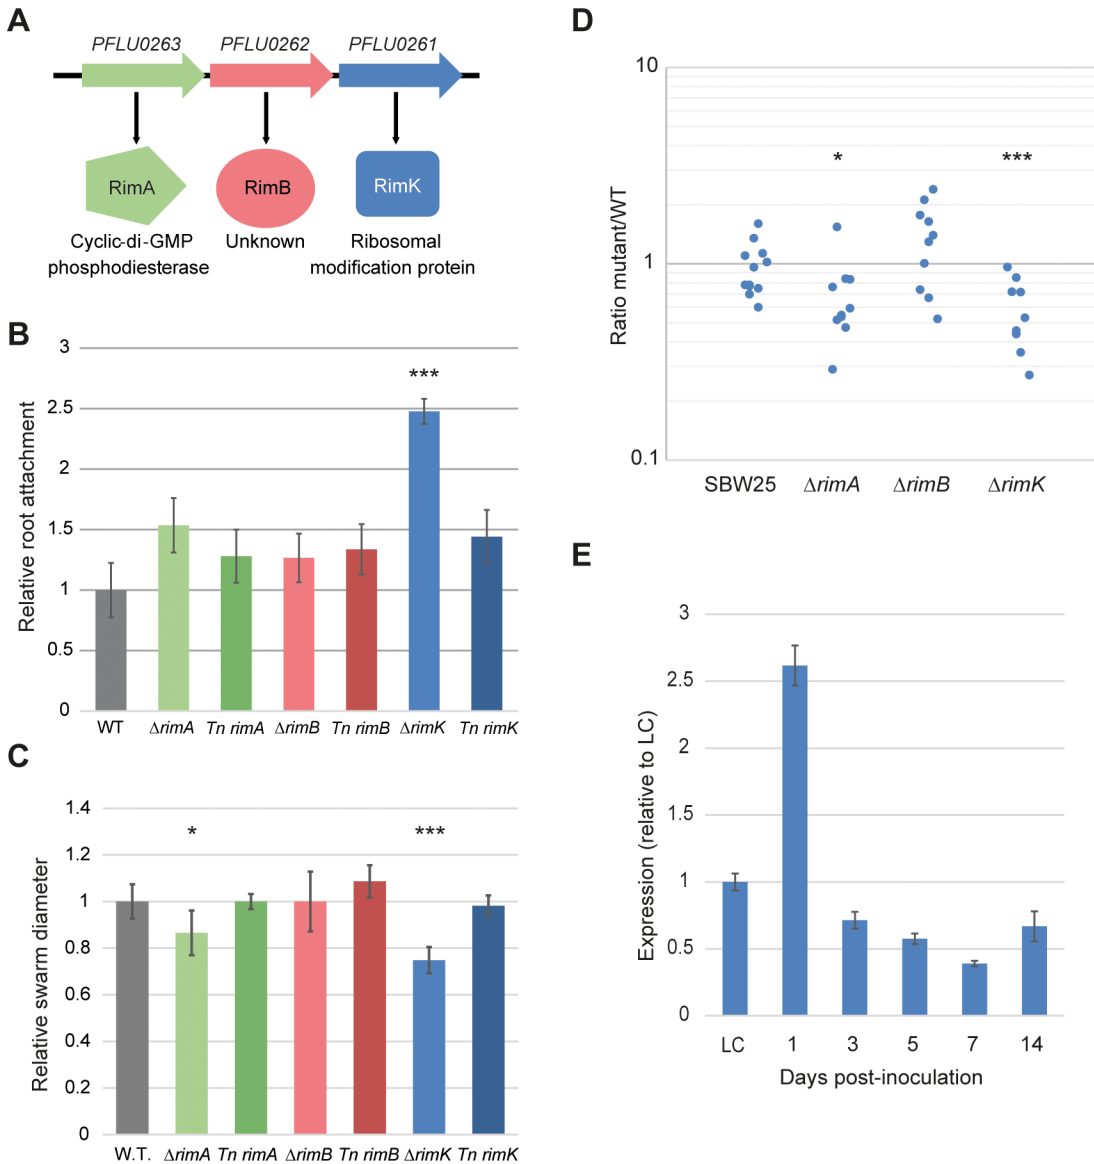 A
PFLU0263 PFLU0262 PFLU0261
RimA RimB RimK
Cyclic-di-GMP phosphodiesterase
Unknown
Ribosomal modification protein
B
Relative root attachment
3
2.5
2
1.5
1
0.5
0
***
WT ΔrimA Tn rimA ΔrimB Tn rimB ΔrimK Tn rimK
C
Relative swarm diameter
1.4
1.2
1
0.8
0.6
0.4
0.2
0
* ***
W.T. ΔrimA Tn rimA ΔrimB Tn rimB ΔrimK Tn rimK
D
Ratio mutant/WT
10
1
0.1
* ***
SBW25 ΔrimA ΔrimB ΔrimK
E
Expression (relative to LC)
3
2.5
2
1.5
1
0.5
0
LC 1 3 5 7 14
Days post-inoculation